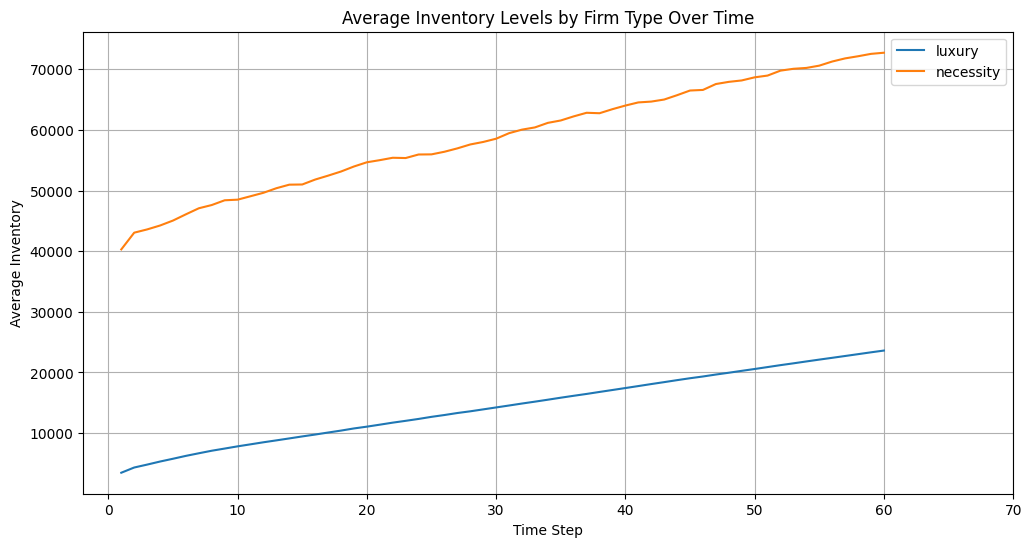 Average Inventory Levels by Firm Type Over Time
luxury
necessity
Average Inventory
70000
60000
50000
40000
30000
20000
10000
0 10 20 30 40 50 60 70
Time Step